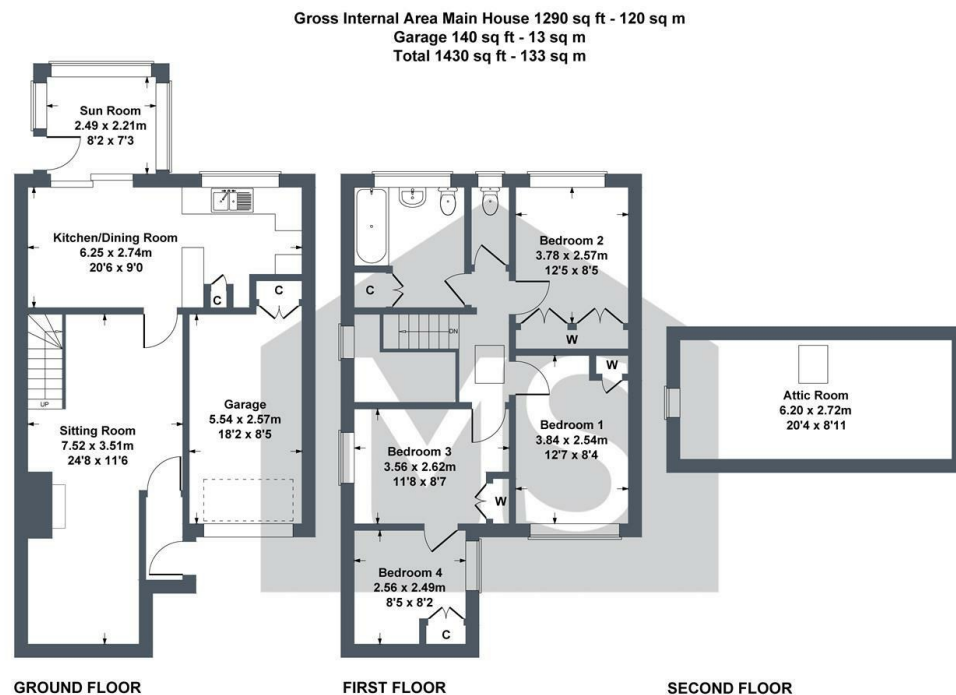 Gross Internal Area Main House 1290 sq ft - 120 sq m
Garage 140 sq ft - 13 sq m
Total 1430 sq ft - 133 sq m
Sun Room
2.49 x 2.21m
8'2 x 7'3
Kitchen/Dining Room
6.25 x 2.74m
20'6 x 9'0
C
C
UP
Sitting Room
7.52 x 3.51m
24'8 x 11'6
Garage
5.54 x 2.57m
18'2 x 8'5
GROUND FLOOR
Bedroom 2
3.78 x 2.57m
12'5 x 8'5
C
W
DN
W
Bedroom 1
3.84 x 2.54m
12'7 x 8'4
Bedroom 3
3.56 x 2.62m
11'8 x 8'7
W
Bedroom 4
2.56 x 2.49m
8'5 x 8'2
C
MS
FIRST FLOOR
Attic Room
6.20 x 2.72m
20'4 x 8'11
SECOND FLOOR